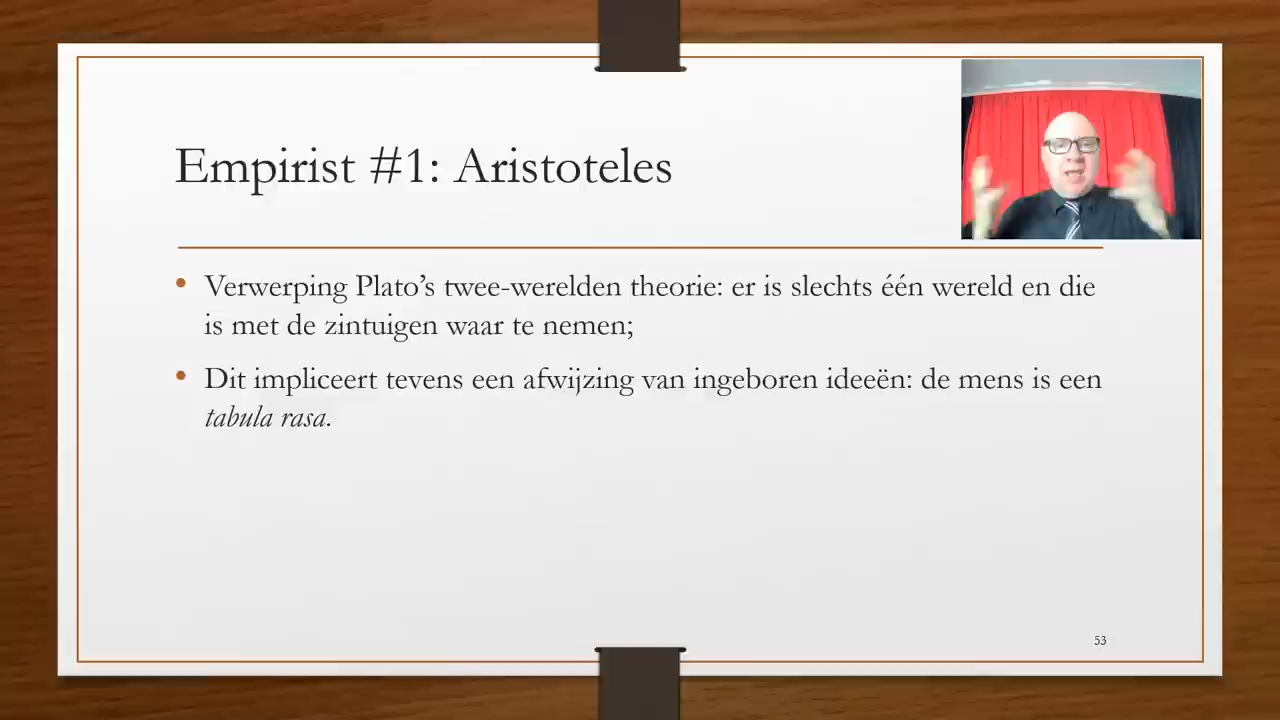 Empirist #1: Aristoteles
• Verwerping Plato’s twee-werelden theorie: er is slechts één wereld en die
is met de zintuigen waar te nemen;
• Dit impliceert tevens een afwijzing van ingeboren ideeën: de mens is een
tabula rasa.
53